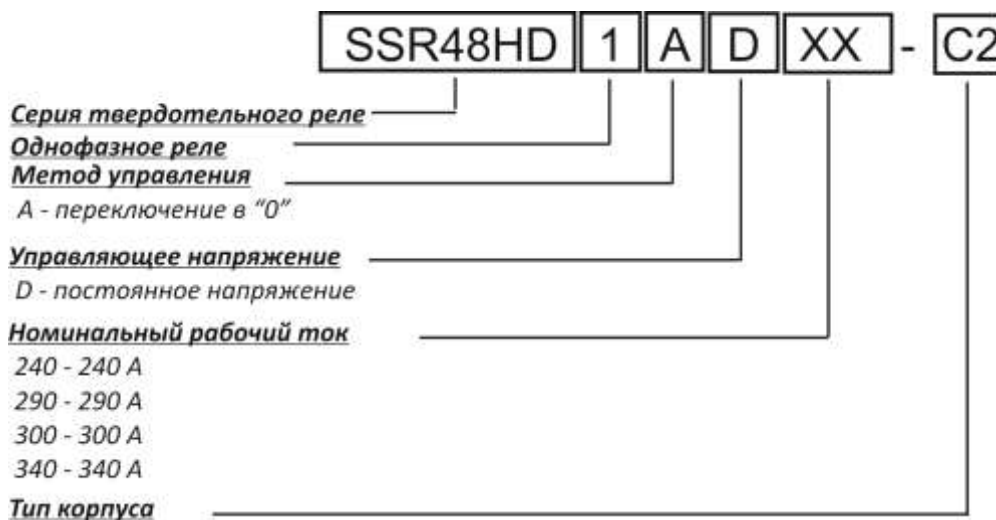 SSR48HD 1 A D XX - C2
Серия твердотельного реле
Однофазное реле
Метод управления
А - переключение в “0”
Управляющее напряжение
D - постоянное напряжение
Номинальный рабочий ток
240 - 240 А
290 - 290 А
300 - 300 А
340 - 340 А
Тип корпуса